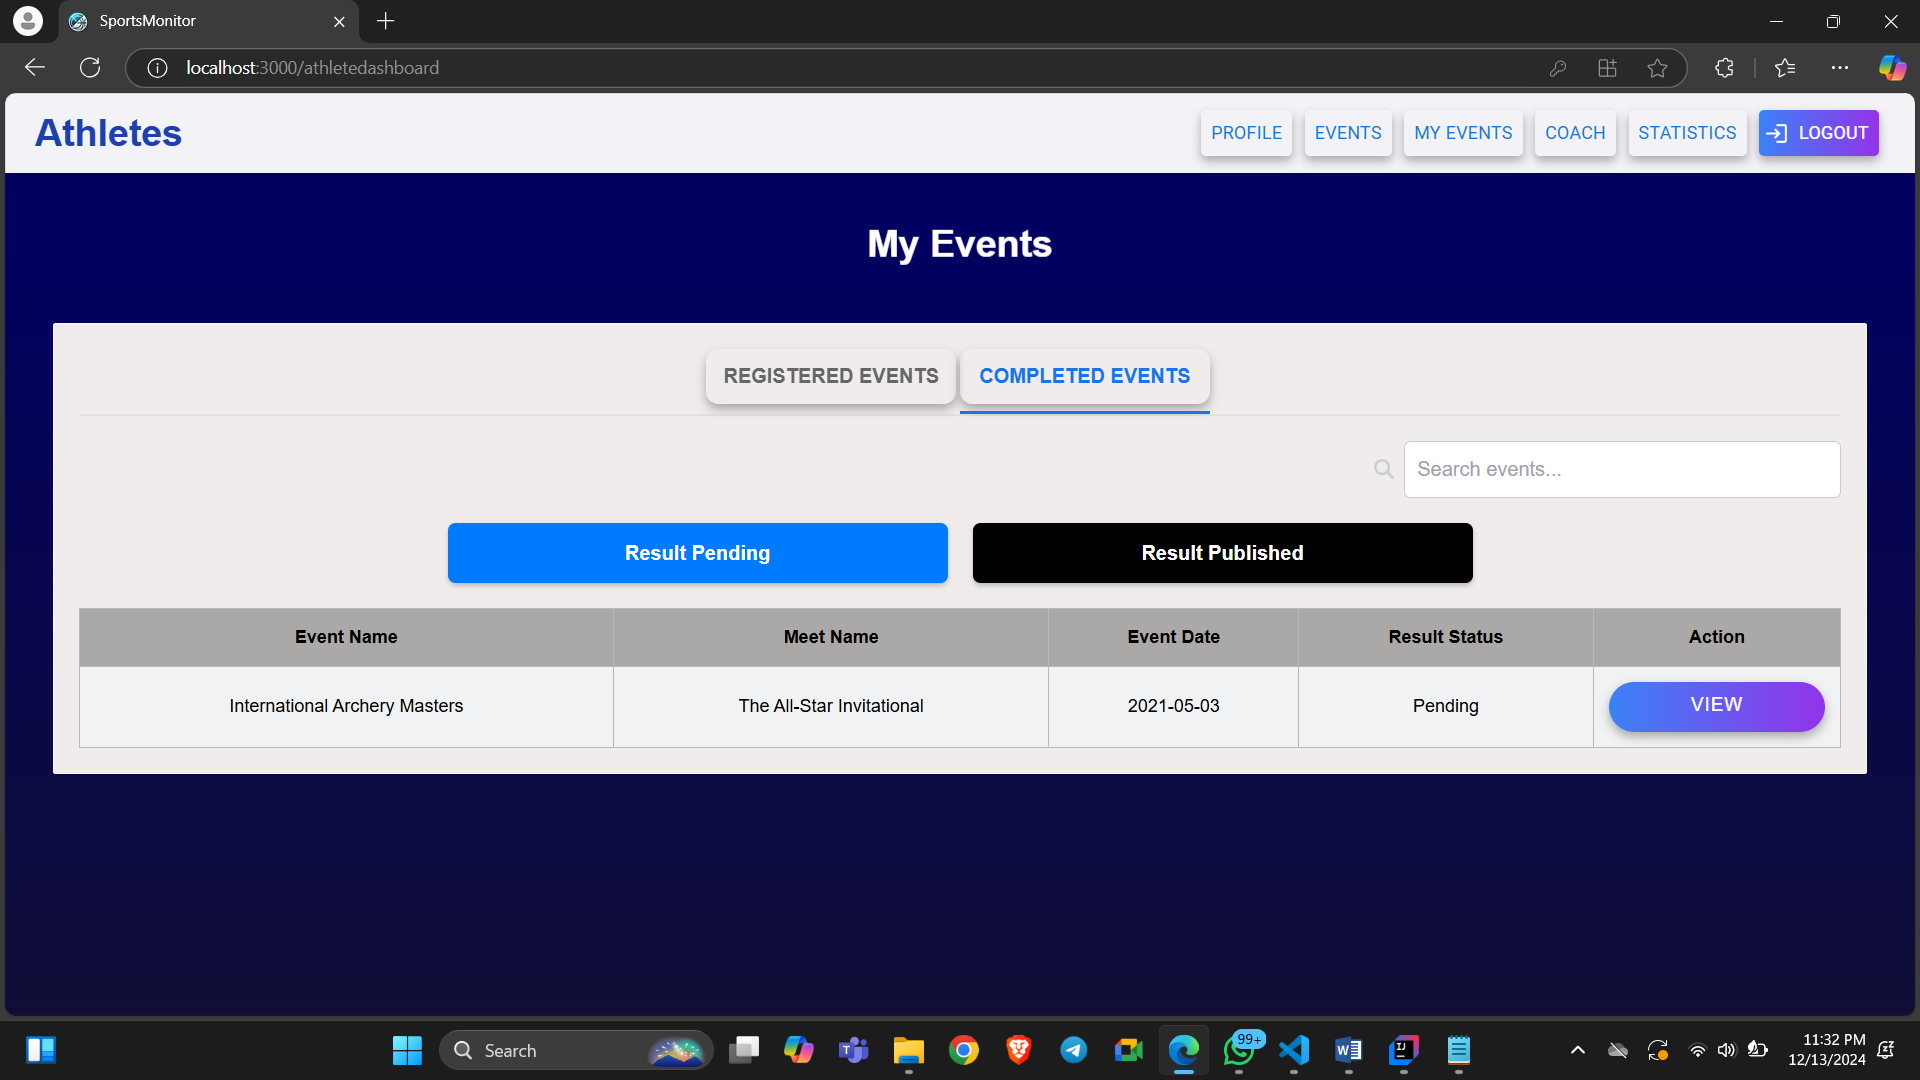 SportsMonitor
localhost:3000/athletedashboard
Athletes
PROFILE
EVENTS
MY EVENTS
COACH
STATISTICS
LOGOUT
My Events
REGISTERED EVENTS
COMPLETED EVENTS
Search events...
Result Pending
Result Published
Event Name
Meet Name
Event Date
Result Status
Action
International Archery Masters
The All-Star Invitational
2021-05-03
Pending
VIEW
Search
99+
11:32 PM
12/13/2024